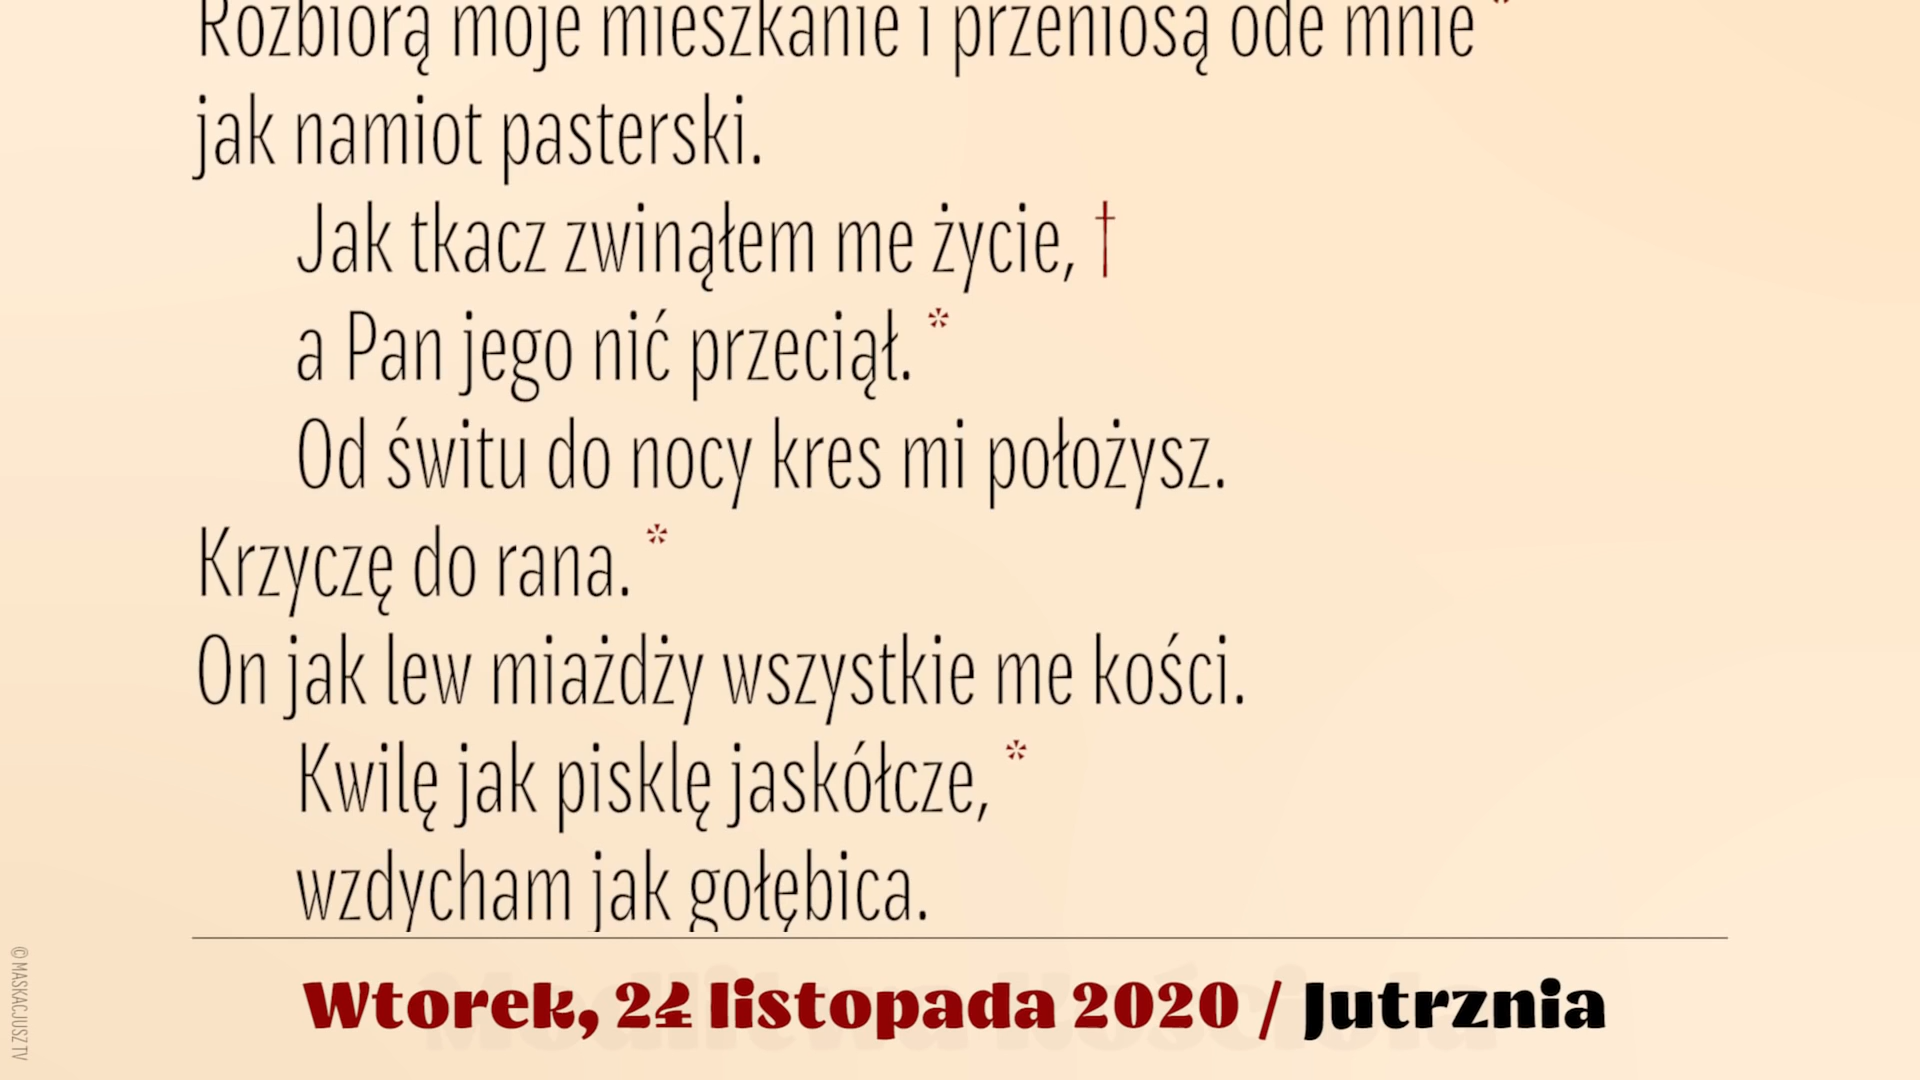 Rozbiorą moje mieszkanie i przeniosą ode mnie *
jak namiot pasterski.
Jak tkacz zwinąłem me życie, †
a Pan jego nić przeciął. *
Od świtu do nocy kres mi położysz.
Krzyczę do rana. *
On jak lew miażdży wszystkie me kości.
Kwilę jak pisklę jaskółcze, *
wzdycham jak gołębica.
Wtorek, 24 listopada 2020 / Jutrznia
© MASKACJUSZ TV